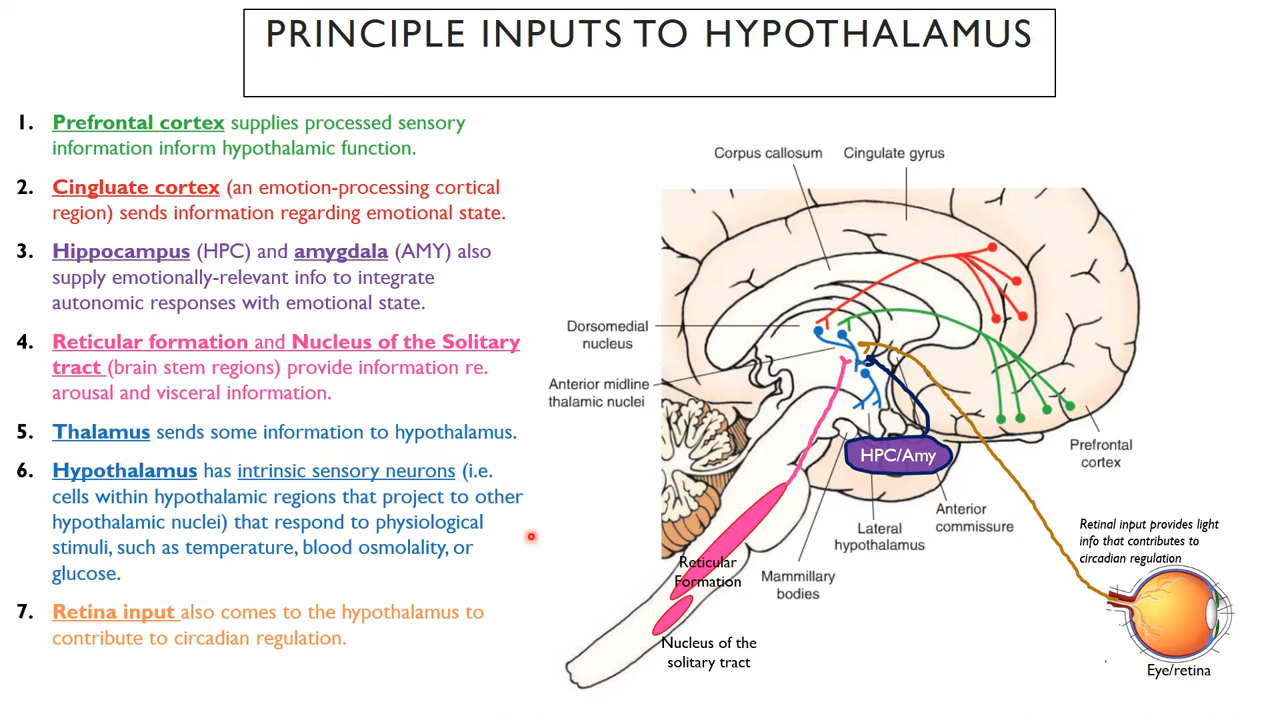 PRINCIPLE INPUTS TO HYPOTHALAMUS
1. Prefrontal cortex supplies processed sensory
information inform hypothalamic function.
2. Cingluate cortex (an emotion-processing cortical
region) sends information regarding emotional state.
3. Hippocampus (HPC) and amygdala (AMY) also
supply emotionally-relevant info to integrate
autonomic responses with emotional state.
4. Reticular formation and Nucleus of the Solitary
tract (brain stem regions) provide information re.
arousal and visceral information.
5. Thalamus sends some information to hypothalamus.
6. Hypothalamus has intrinsic sensory neurons (i.e.
cells within hypothalamic regions that project to other
hypothalamic nuclei) that respond to physiological
stimuli, such as temperature, blood osmolality, or
glucose.
7. Retina input also comes to the hypothalamus to
contribute to circadian regulation.
Corpus callosum
Cingulate gyrus
Dorsomedial
nucleus
Anterior midline
thalamic nuclei
Prefrontal
cortex
HPC/Amy
Anterior
commissure
Lateral
hypothalamus
Mammillary
bodies
Reticular
Formation
Nucleus of the
solitary tract
Retinal input provides light
info that contributes to
circadian regulation
Eye/retina